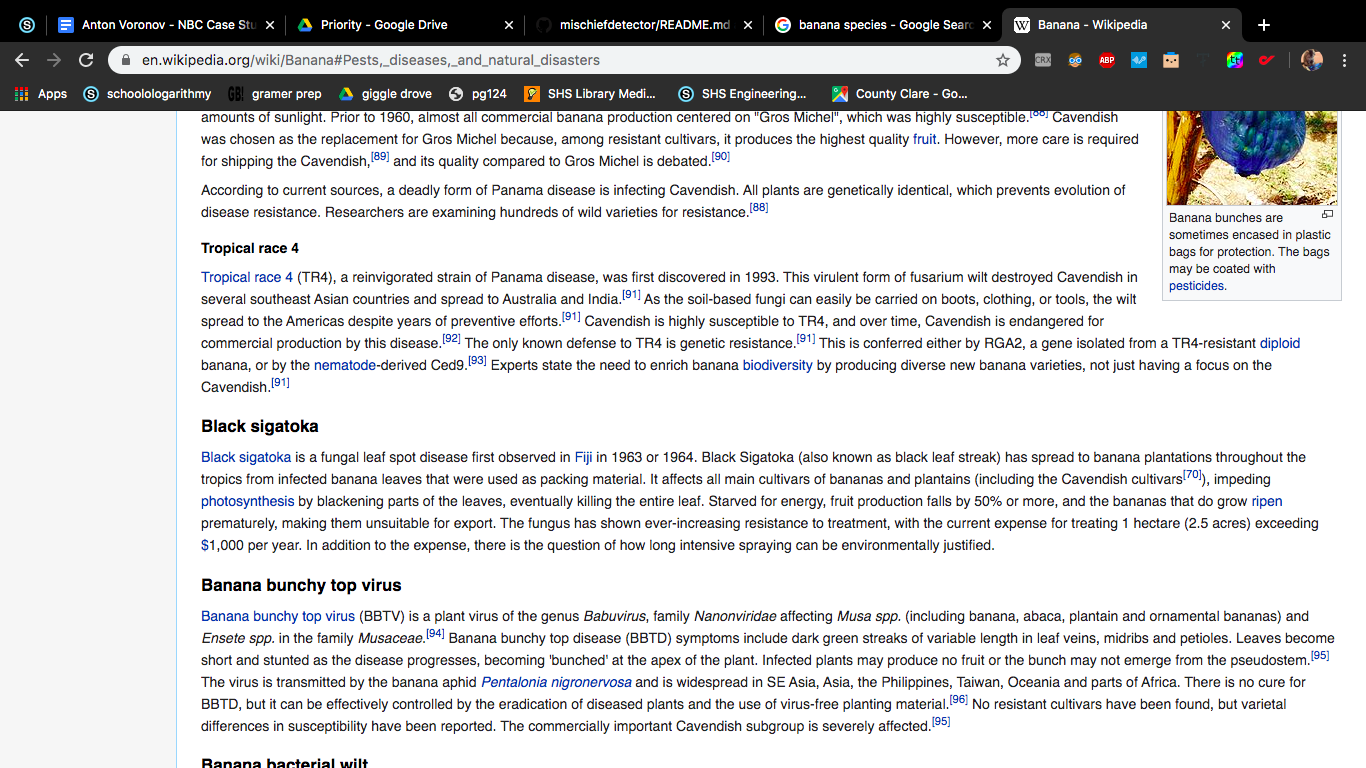 Anton Voronov - NBC Case Stu
Priority - Google Drive
mischiefdetector/README.md
banana species - Google Searc
Banana - Wikipedia
en.wikipedia.org/wiki/Banana#Pests,_diseases,_and_natural_disasters
CRX
ABP
Apps
schoolologarithmy
GB!
gramer prep
giggle drove
pg124
SHS Library Medi...
SHS Engineering...
County Clare - Go...
amounts of sunlight. Prior to 1960, almost all commercial banana production centered on "Gros Michel", which was highly susceptible.[88] Cavendish
was chosen as the replacement for Gros Michel because, among resistant cultivars, it produces the highest quality fruit. However, more care is required
for shipping the Cavendish,[89] and its quality compared to Gros Michel is debated.[90]
According to current sources, a deadly form of Panama disease is infecting Cavendish. All plants are genetically identical, which prevents evolution of
disease resistance. Researchers are examining hundreds of wild varieties for resistance.[88]
Banana bunches are
sometimes encased in plastic
bags for protection. The bags
may be coated with
pesticides.
Tropical race 4
Tropical race 4 (TR4), a reinvigorated strain of Panama disease, was first discovered in 1993. This virulent form of fusarium wilt destroyed Cavendish in
several southeast Asian countries and spread to Australia and India.[91] As the soil-based fungi can easily be carried on boots, clothing, or tools, the wilt
spread to the Americas despite years of preventive efforts.[91] Cavendish is highly susceptible to TR4, and over time, Cavendish is endangered for
commercial production by this disease.[92] The only known defense to TR4 is genetic resistance.[91] This is conferred either by RGA2, a gene isolated from a TR4-resistant diploid
banana, or by the nematode-derived Ced9.[93] Experts state the need to enrich banana biodiversity by producing diverse new banana varieties, not just having a focus on the
Cavendish.[91]
Black sigatoka
Black sigatoka is a fungal leaf spot disease first observed in Fiji in 1963 or 1964. Black Sigatoka (also known as black leaf streak) has spread to banana plantations throughout the
tropics from infected banana leaves that were used as packing material. It affects all main cultivars of bananas and plantains (including the Cavendish cultivars[70]), impeding
photosynthesis by blackening parts of the leaves, eventually killing the entire leaf. Starved for energy, fruit production falls by 50% or more, and the bananas that do grow ripen
prematurely, making them unsuitable for export. The fungus has shown ever-increasing resistance to treatment, with the current expense for treating 1 hectare (2.5 acres) exceeding
$1,000 per year. In addition to the expense, there is the question of how long intensive spraying can be environmentally justified.
Banana bunchy top virus
Banana bunchy top virus (BBTV) is a plant virus of the genus Babuvirus, family Nanonviridae affecting Musa spp. (including banana, abaca, plantain and ornamental bananas) and
Ensete spp. in the family Musaceae.[94] Banana bunchy top disease (BBTD) symptoms include dark green streaks of variable length in leaf veins, midribs and petioles. Leaves become
short and stunted as the disease progresses, becoming 'bunched' at the apex of the plant. Infected plants may produce no fruit or the bunch may not emerge from the pseudostem.[95]
The virus is transmitted by the banana aphid Pentalonia nigronervosa and is widespread in SE Asia, Asia, the Philippines, Taiwan, Oceania and parts of Africa. There is no cure for
BBTD, but it can be effectively controlled by the eradication of diseased plants and the use of virus-free planting material.[96] No resistant cultivars have been found, but varietal
differences in susceptibility have been reported. The commercially important Cavendish subgroup is severely affected.[95]
Banana bacterial wilt